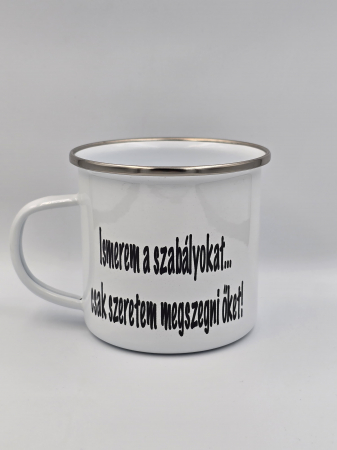 Ismerem a szabályokat...
csak szeretem megszegni őket!